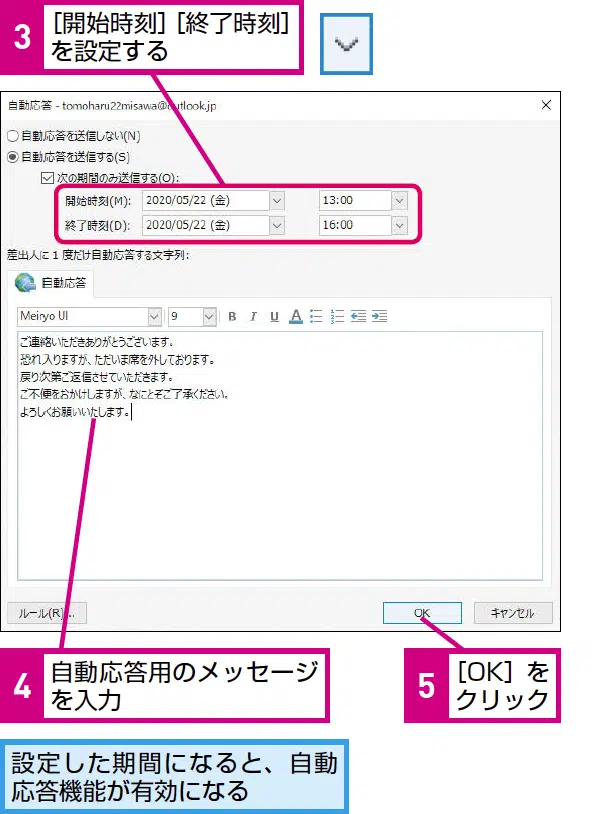 3
［開始時刻］［終了時刻］
を設定する
自動応答 - tomoharu22misawa@outlook.jp
自動応答を送信しない(N)
自動応答を送信する(S)
次の期間のみ送信する(O):
開始時刻(M): 2020/05/22 (金) 13:00
終了時刻(D): 2020/05/22 (金) 16:00
差出人に 1 度だけ自動応答する文字列:
自動応答
Meiryo UI 9 B I U A
ご連絡いただきありがとうございます。
恐れ入りますが、ただいま席を外しております。
戻り次第ご返信させていただきます。
ご不便をおかけしますが、なにとぞご了承ください。
よろしくお願いいたします。
ルール(R)... OK キャンセル
4
自動応答用のメッセージ
を入力
5
［OK］を
クリック
設定した期間になると、自動
応答機能が有効になる